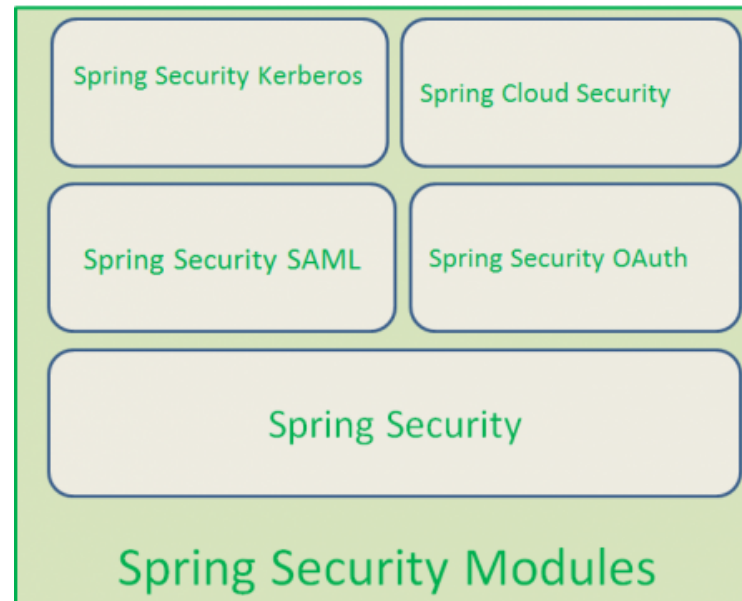 Spring Security Kerberos
Spring Cloud Security
Spring Security SAML
Spring Security OAuth
Spring Security
Spring Security Modules